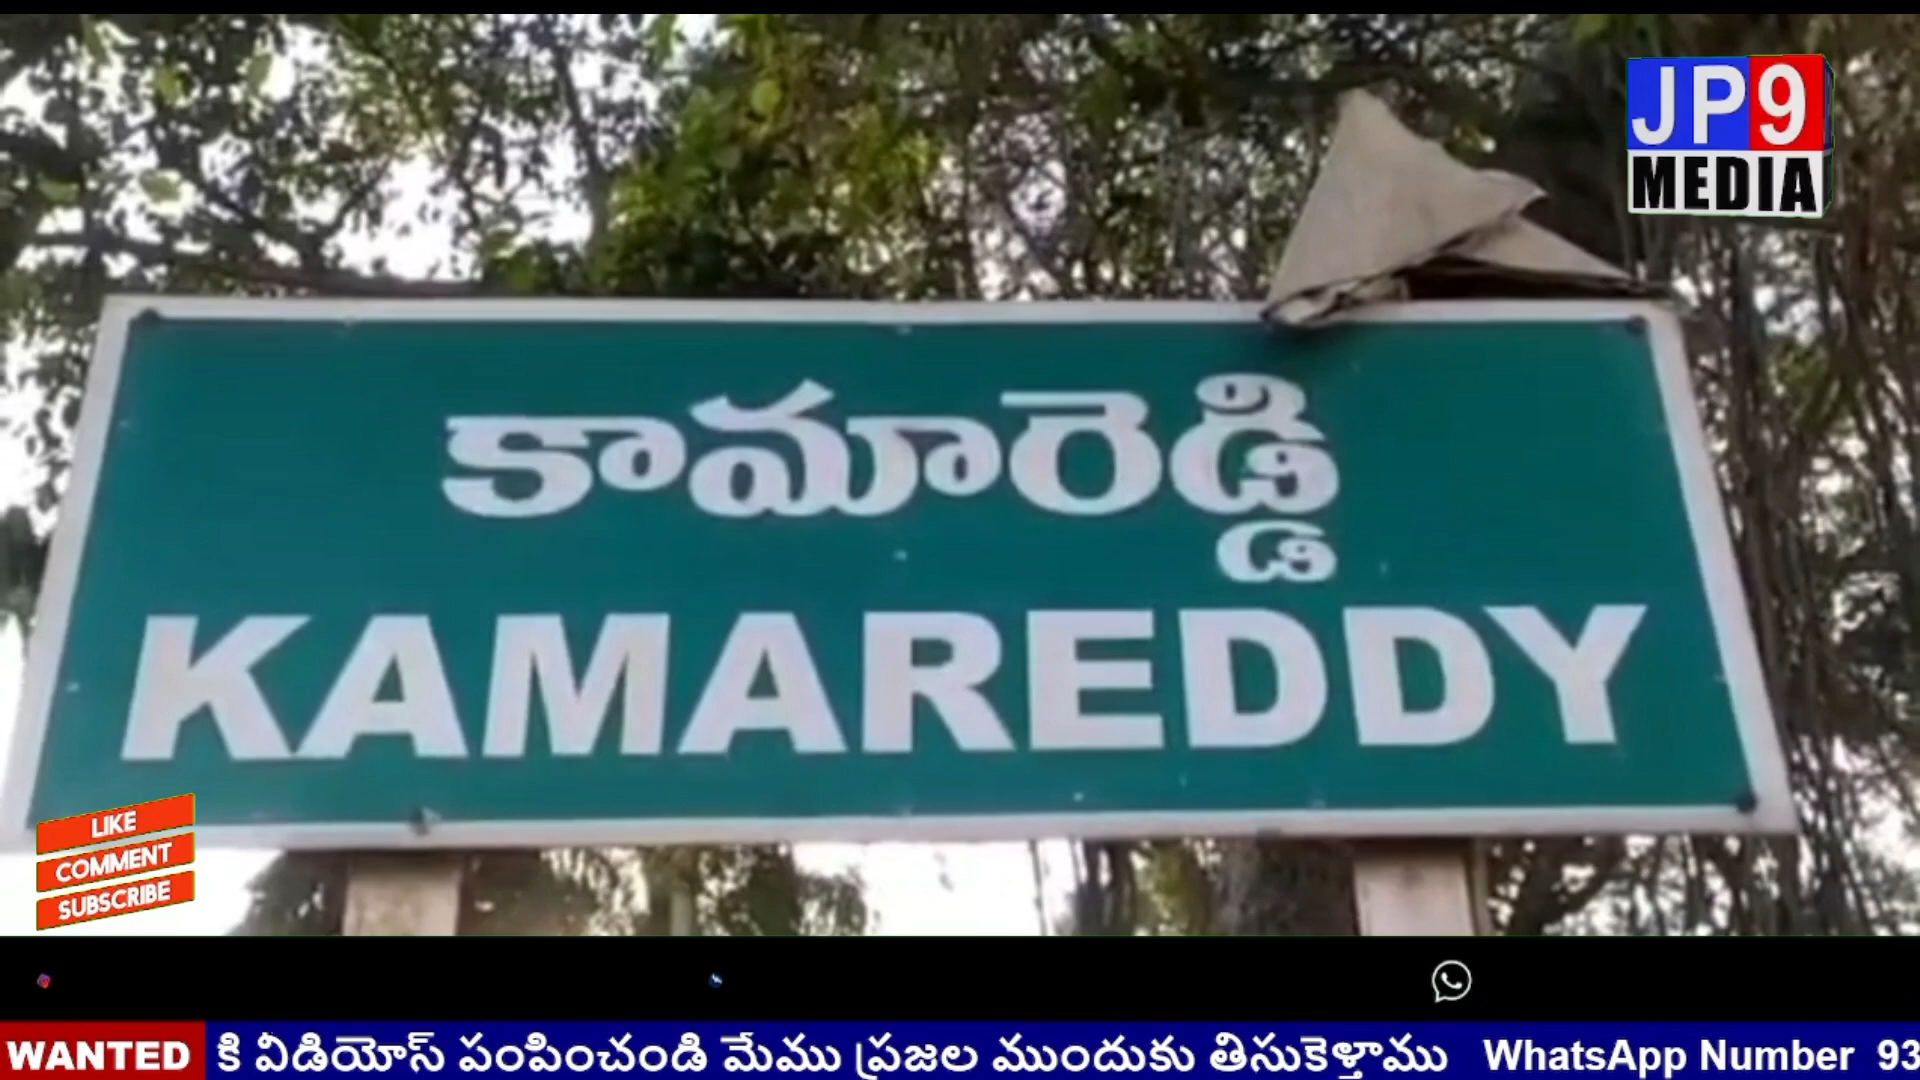 JP9
MEDIA
కామారెడ్డి
KAMAREDDY
LIKE
COMMENT
SUBSCRIBE
WANTED కి వీడియోస్ పంపించండి మేము ప్రజల ముందుకు తిసుకెళ్తాము WhatsApp Number 93